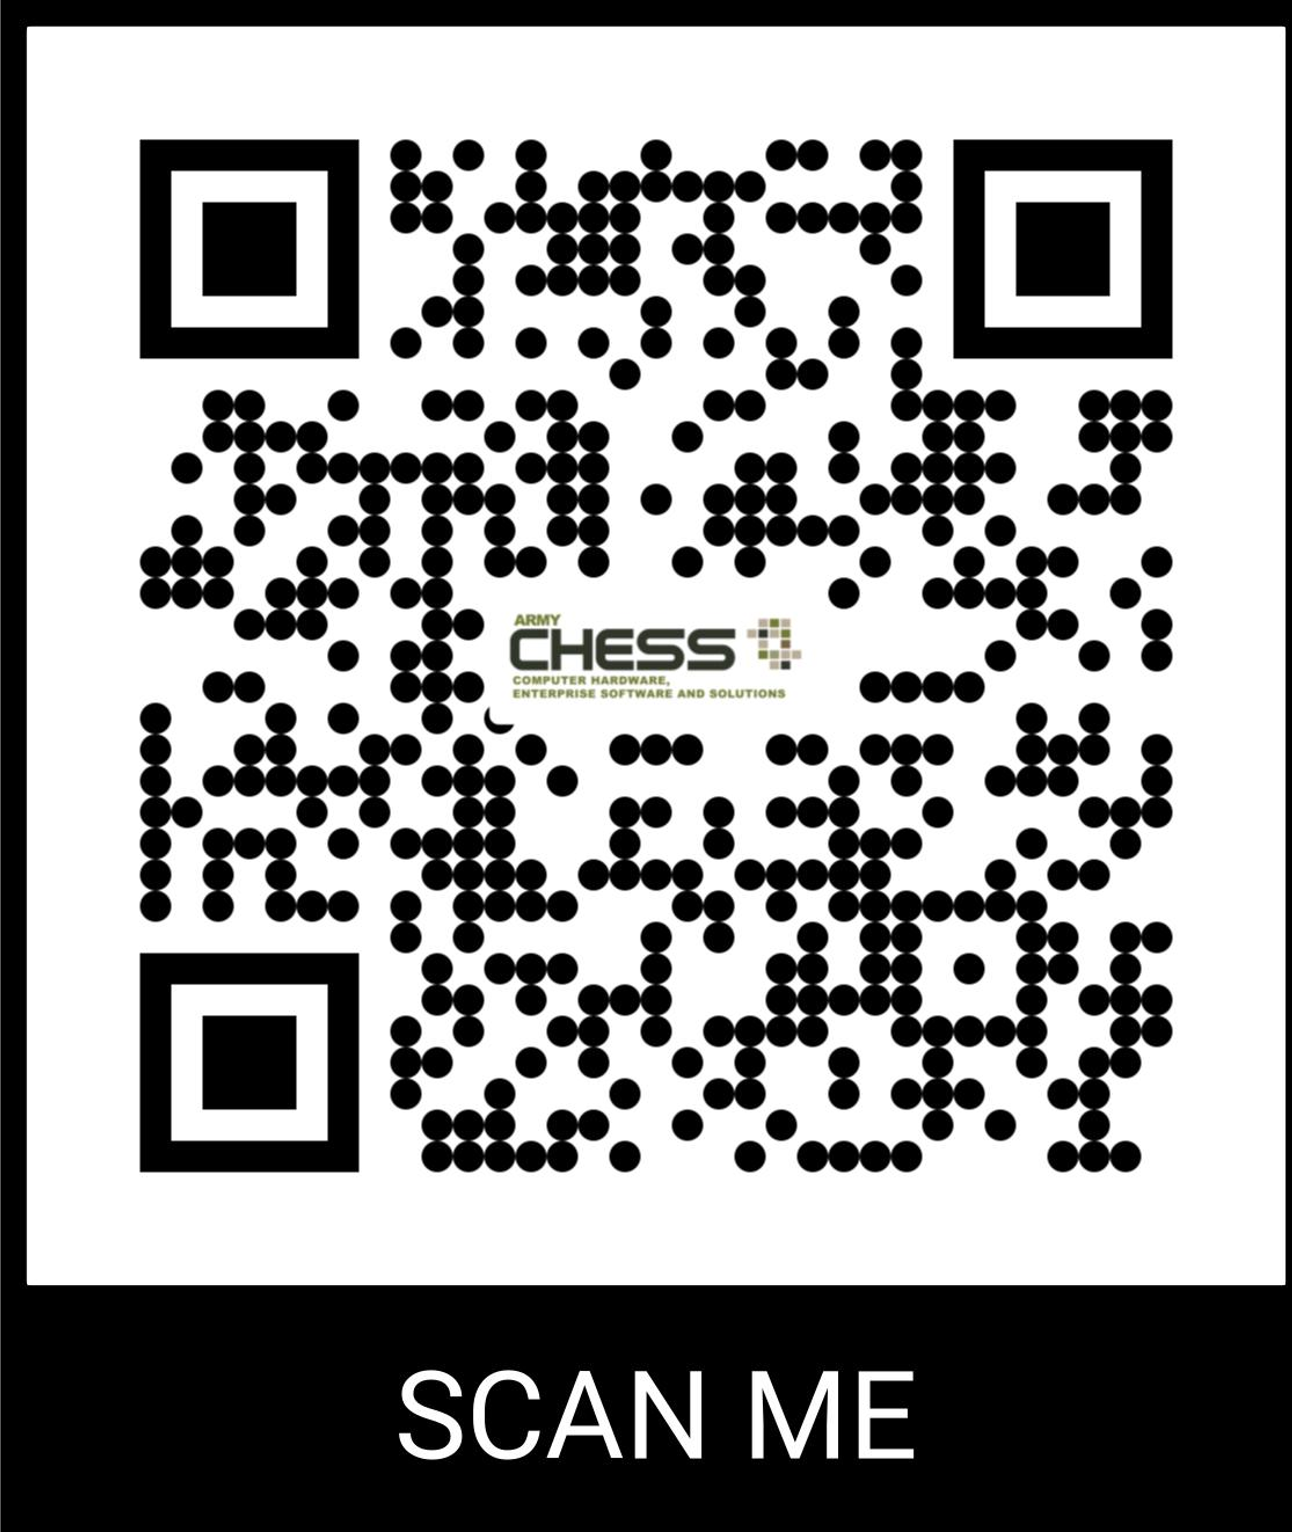 ARMY
CHESS
COMPUTER HARDWARE,
ENTERPRISE SOFTWARE AND SOLUTIONS
SCAN ME